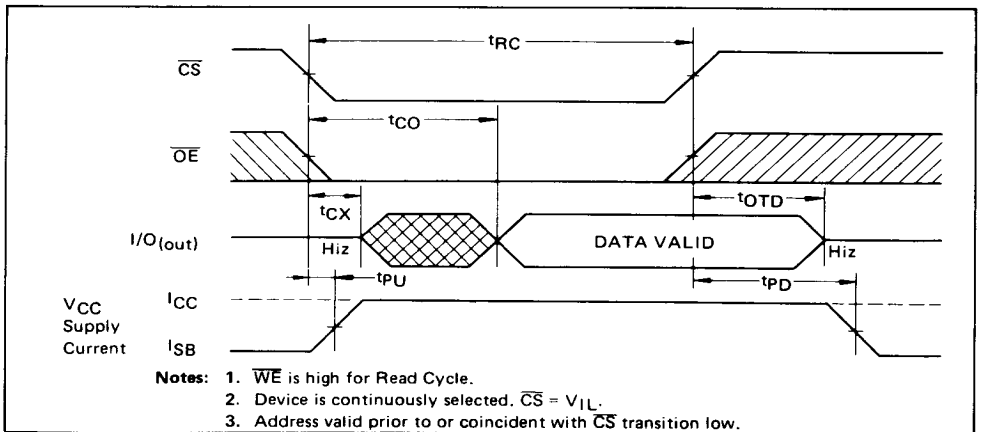 tRC
CS
tCO
OE
tCX
tOTD
I/O(out)
Hiz
DATA VALID
Hiz
tPU
tPD
VCC
Supply
Current
ICC
ISB
Notes: 1. WE is high for Read Cycle.
2. Device is continuously selected. CS = VIL.
3. Address valid prior to or coincident with CS transition low.